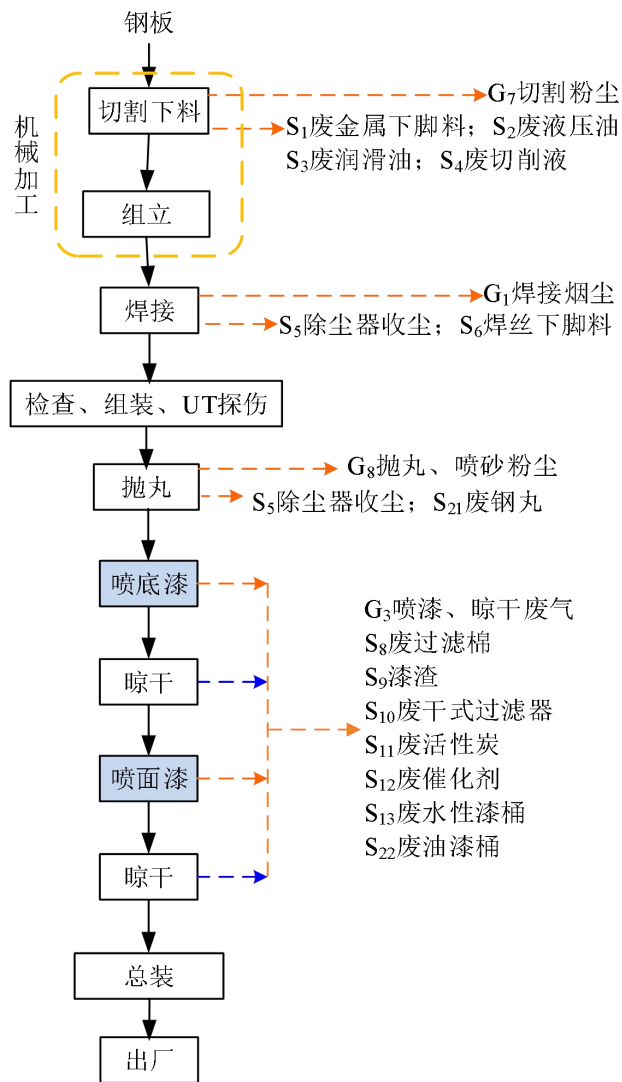 钢板
机械加工
切割下料
G₇切割粉尘
S₁废金属下脚料；S₂废液压油
S₃废润滑油；S₄废切削液
组立
焊接
G₁焊接烟尘
S₅除尘器收尘；S₆焊丝下脚料
检查、组装、UT探伤
抛丸
G₈抛丸、喷砂粉尘
S₅除尘器收尘；S₂₁废钢丸
喷底漆
晾干
喷面漆
晾干
G₃喷漆、晾干废气
S₈废过滤棉
S₉漆渣
S₁₀废干式过滤器
S₁₁废活性炭
S₁₂废催化剂
S₁₃废水性漆桶
S₂₂废油漆桶
总装
出厂